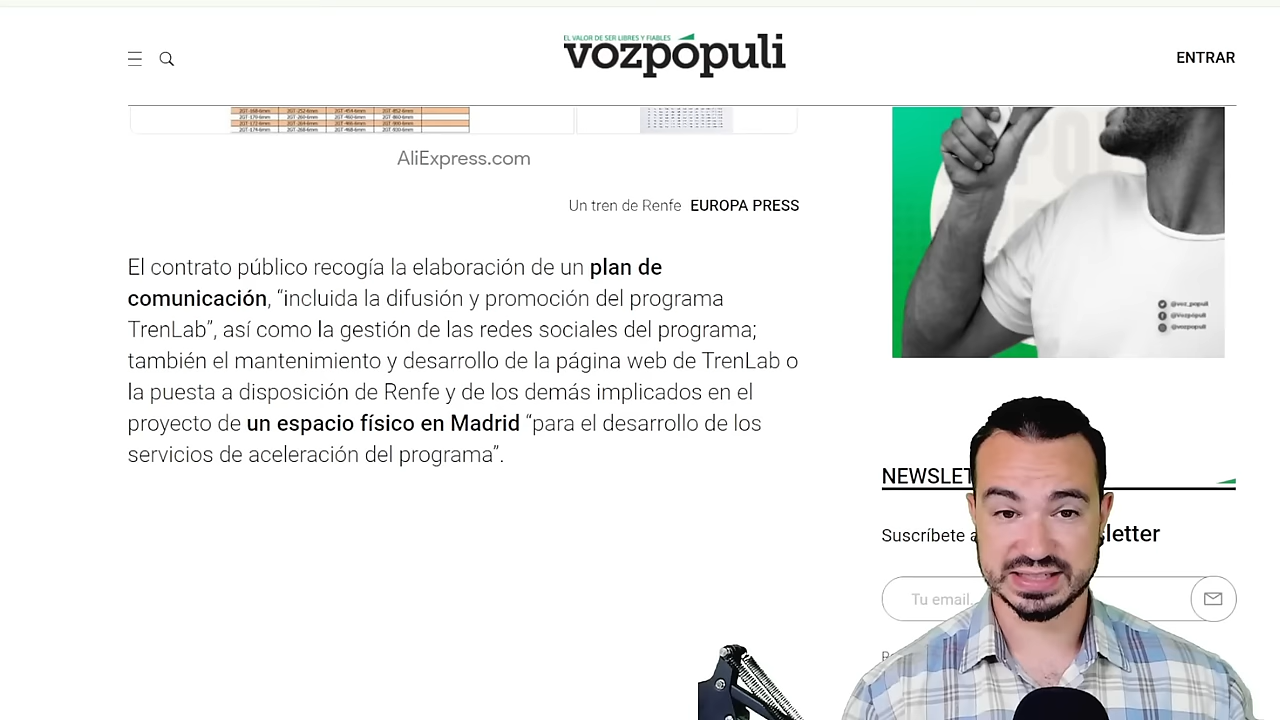 EL VALOR DE SER LIBRES Y FIABLES
vozpópuli
ENTRAR
AliExpress.com
Un tren de Renfe EUROPA PRESS
El contrato público recogía la elaboración de un plan de
comunicación, “incluida la difusión y promoción del programa
TrenLab”, así como la gestión de las redes sociales del programa;
también el mantenimiento y desarrollo de la página web de TrenLab o
la puesta a disposición de Renfe y de los demás implicados en el
proyecto de un espacio físico en Madrid “para el desarrollo de los
servicios de aceleración del programa”.
@voz_populi
@Vozpópuli
@vozpopuli
NEWSLET
Suscríbete a letter
Tu email.